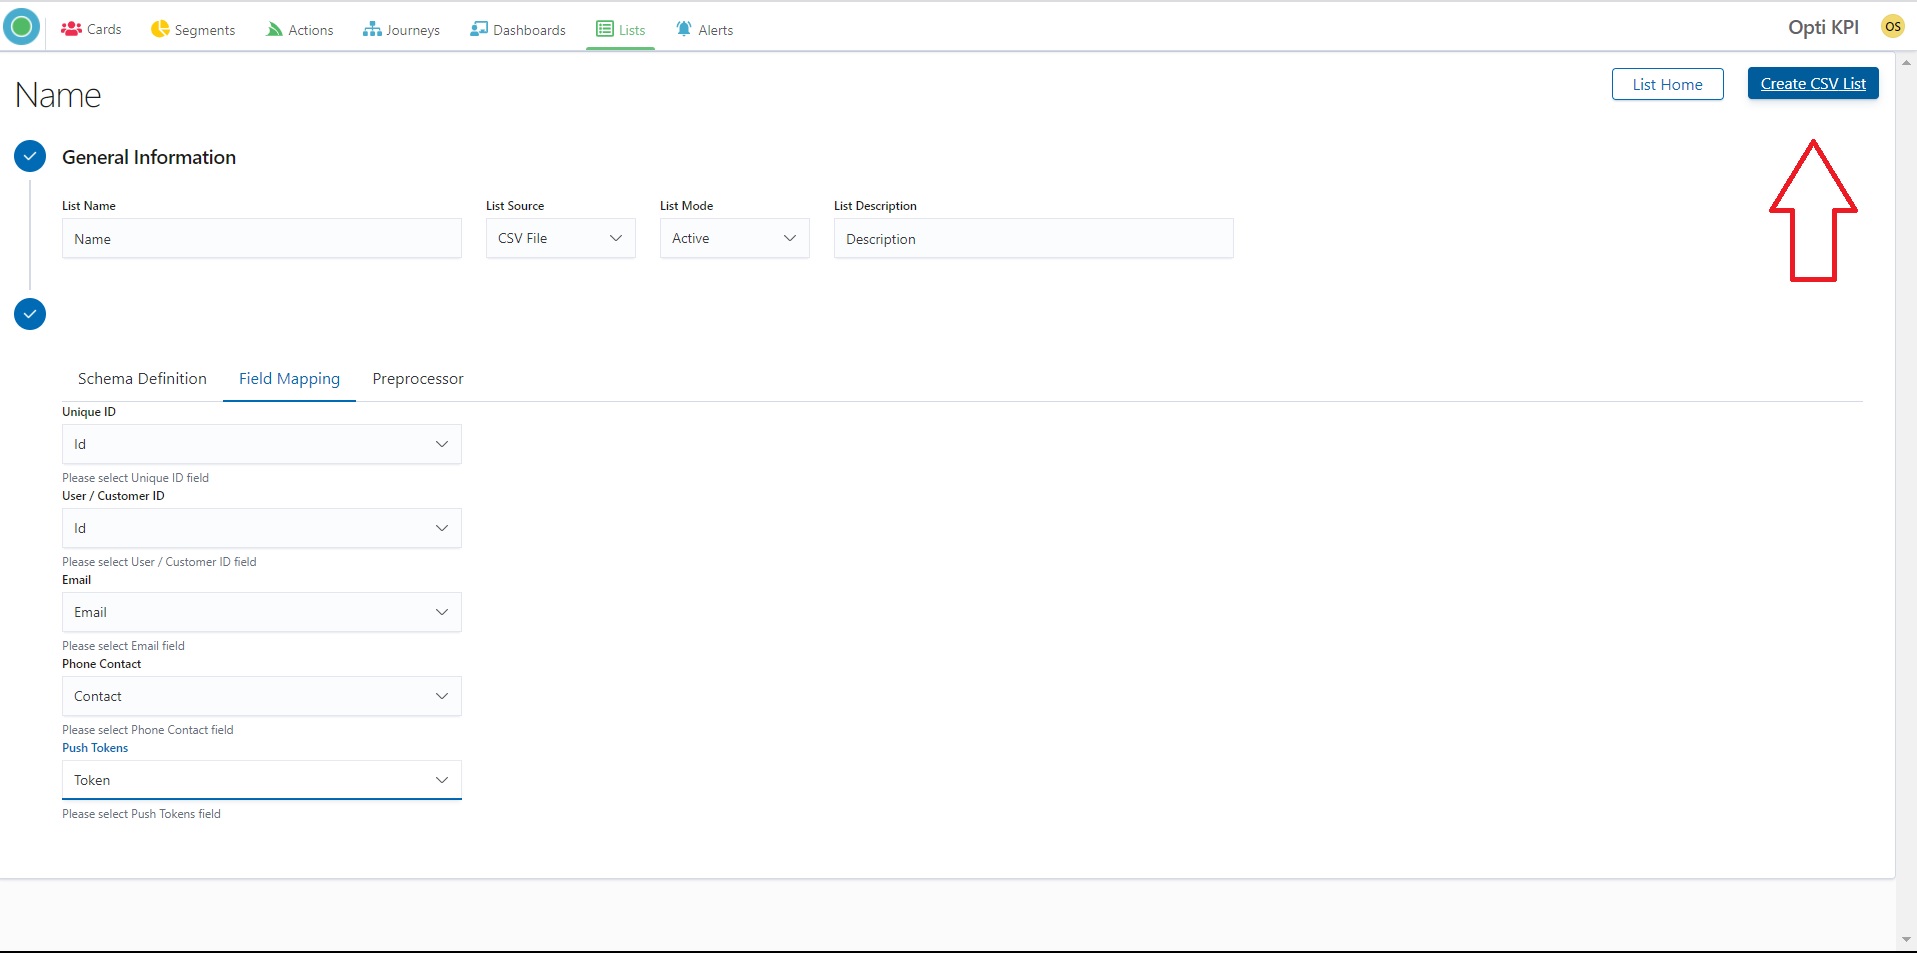 Cards Segments Actions Journeys Dashboards Lists Alerts Opti KPI OS
Name List Home Create CSV List
General Information
List Name List Source List Mode List Description
Name CSV File Active Description
Schema Definition Field Mapping Preprocessor
Unique ID
Id
Please select Unique ID field
User / Customer ID
Id
Please select User / Customer ID field
Email
Email
Please select Email field
Phone Contact
Contact
Please select Phone Contact field
Push Tokens
Token
Please select Push Tokens field